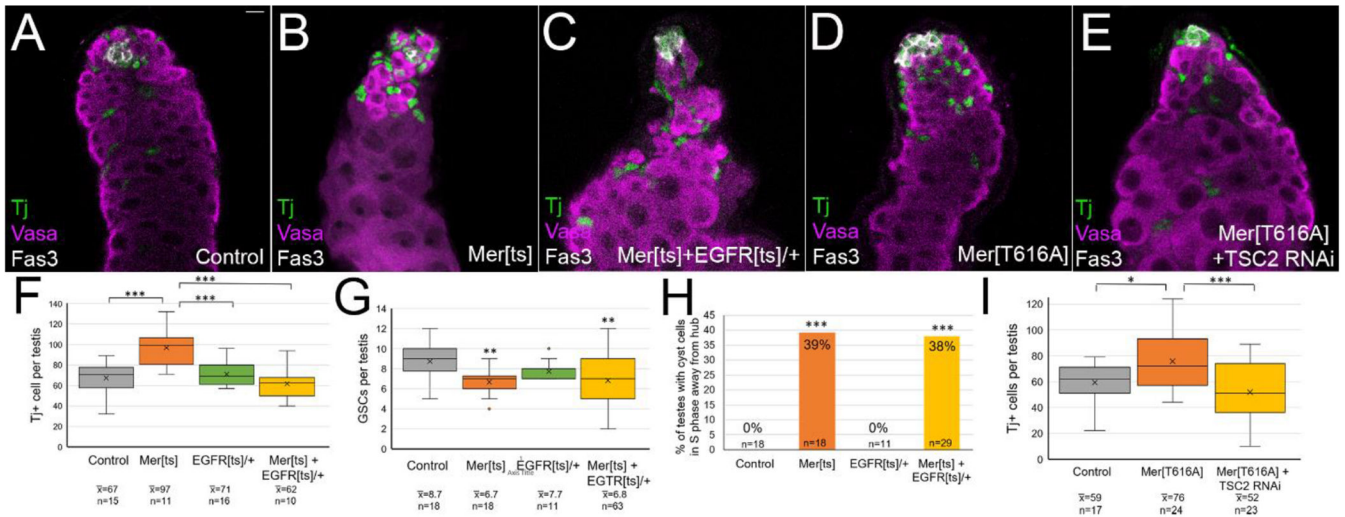 A
Tj
Vasa
Fas3
Control
B
Tj
Vasa
Fas3
Mer[ts]
C
Tj
Vasa
Fas3
Mer[ts]+EGFR[ts]/+
D
Tj
Vasa
Fas3
Mer[T616A]
E
Tj
Vasa
Fas3
Mer[T616A]
+TSC2 RNAi
F
***
***
***
Tj+ cell per testis
140
120
100
80
60
40
20
0
Control
Mer[ts]
EGFR[ts]/+
Mer[ts] +
EGFR[ts]/+
x̅=67
n=15
x̅=97
n=11
x̅=71
n=16
x̅=62
n=10
G
**
**
GSCs per testis
14
12
10
8
6
4
2
0
Control
Mer[ts]
EGFR[ts]/+
Mer[ts] +
EGTR[ts]/+
Axis Title
x̅=8.7
n=18
x̅=6.7
n=18
x̅=7.7
n=11
x̅=6.8
n=63
H
% of testes with cyst cells
in S phase away from hub
45
40
35
30
25
20
15
10
5
0
0%
n=18
***
39%
n=18
0%
n=11
***
38%
n=29
Control
Mer[ts]
EGFR[ts]/+
Mer[ts] +
EGFR[ts]/+
I
*
***
Tj+ cells per testis
140
120
100
80
60
40
20
0
Control
Mer[T616A]
Mer[T616A] +
TSC2 RNAi
x̅=59
n=17
x̅=76
n=24
x̅=52
n=23